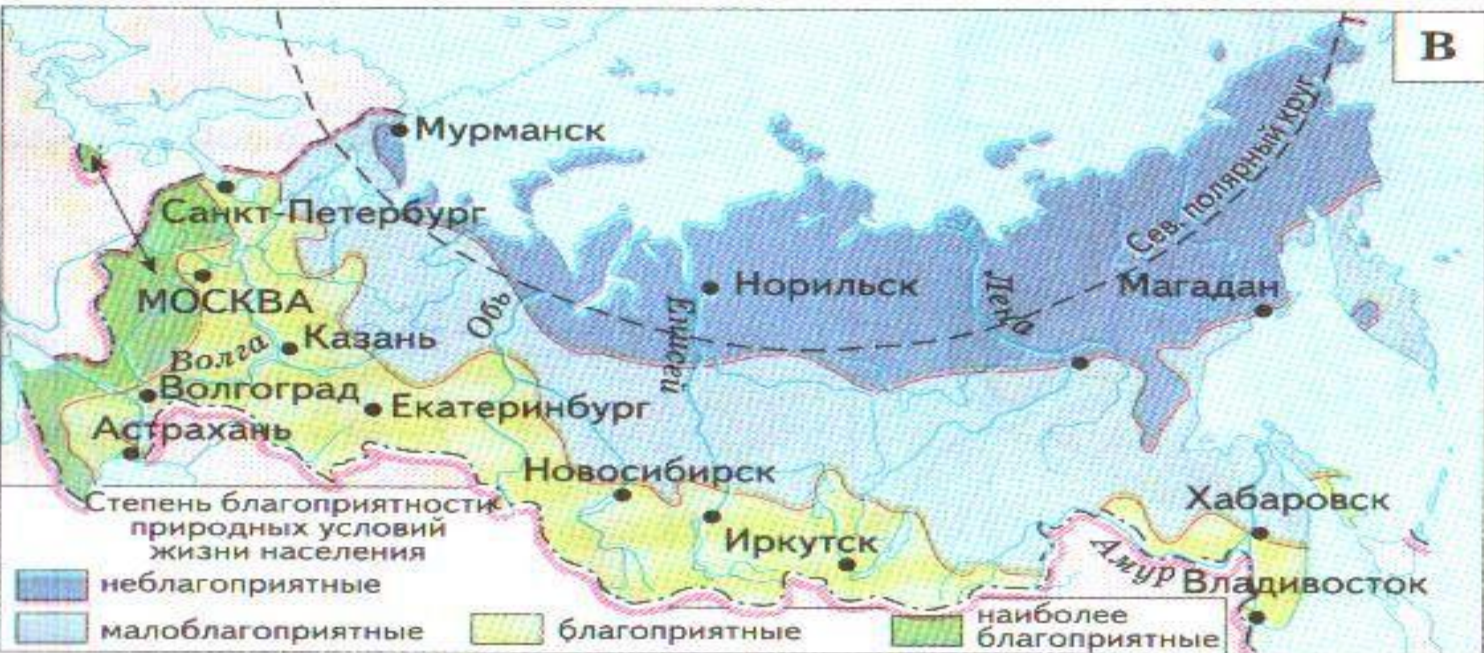 В
Мурманск
Санкт-Петербург
Сев. полярный круг
МОСКВА
Обь
Енисей
Норильск
Лена
Магадан
Волга
Казань
Волгоград
Екатеринбург
Астрахань
Новосибирск
Иркутск
Хабаровск
Амур
Владивосток
Степень благоприятности
природных условий
жизни населения
неблагоприятные
малоблагоприятные
благоприятные
наиболее
благоприятные